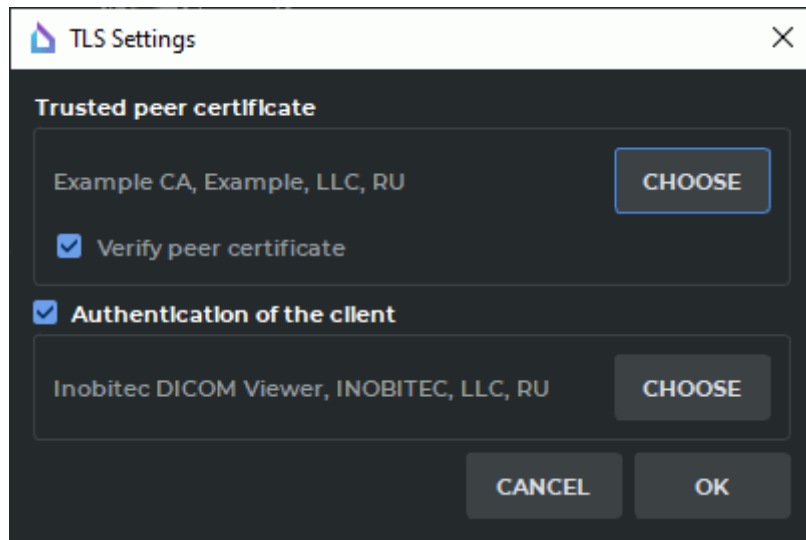 TLS Settings
Trusted peer certificate
Example CA, Example, LLC, RU
CHOOSE
Verify peer certificate
Authentication of the client
Inobitec DICOM Viewer, INOBITEC, LLC, RU
CHOOSE
CANCEL
OK